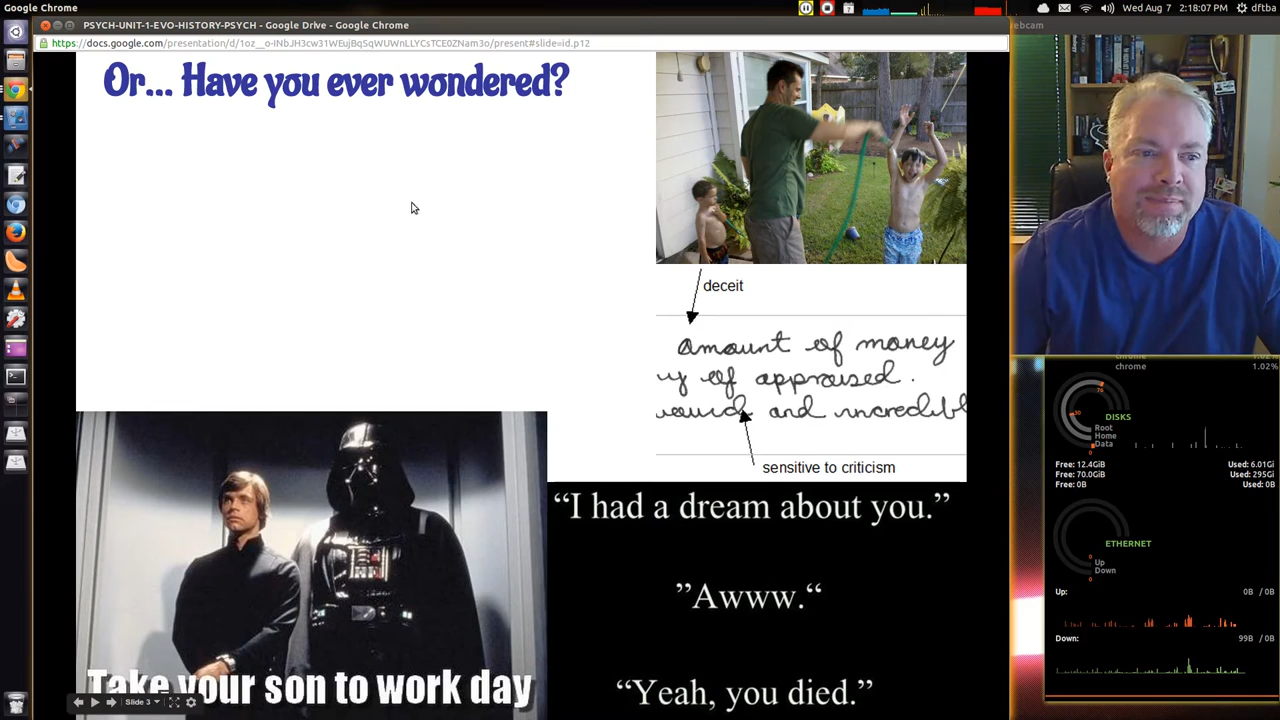 Google Chrome
Wed Aug 7 2:18:07 PM dftba
PSYCH-UNIT-1-EVO-HISTORY-PSYCH - Google Drive - Google Chrome
https://docs.google.com/presentation/d/1oz__o-INbJH3cw31WEujBqSqWUWnLLYCsTCE0ZNam3o/present#slide=id.p12
Or... Have you ever wondered?
deceit
amount of money
of appraised.
and
sensitive to criticism
Take your son to work day
Slide 3
“I had a dream about you.”
”Awww.“
“Yeah, you died.”
chrome
1.02%
DISKS
Root
Home
Data
Free: 12.4GiB Used: 6.01Gi
Free: 70.0GiB Used: 295Gi
Free: 0B Used: 0B
ETHERNET
Up
Down
Up: 0B / 0B
Down: 99B / 0B